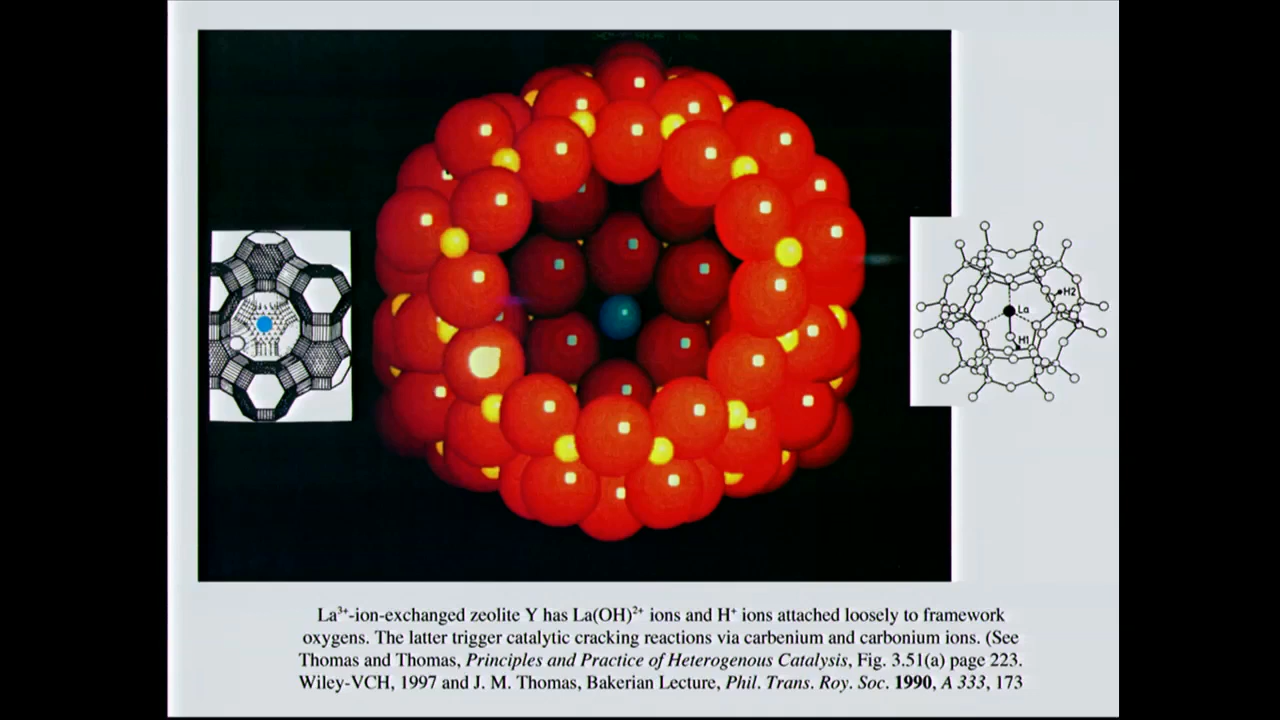 La
H1
H2
La³⁺-ion-exchanged zeolite Y has La(OH)²⁺ ions and H⁺ ions attached loosely to framework
oxygens. The latter trigger catalytic cracking reactions via carbenium and carbonium ions. (See
Thomas and Thomas, Principles and Practice of Heterogenous Catalysis, Fig. 3.51(a) page 223.
Wiley-VCH, 1997 and J. M. Thomas, Bakerian Lecture, Phil. Trans. Roy. Soc. 1990, A 333, 173